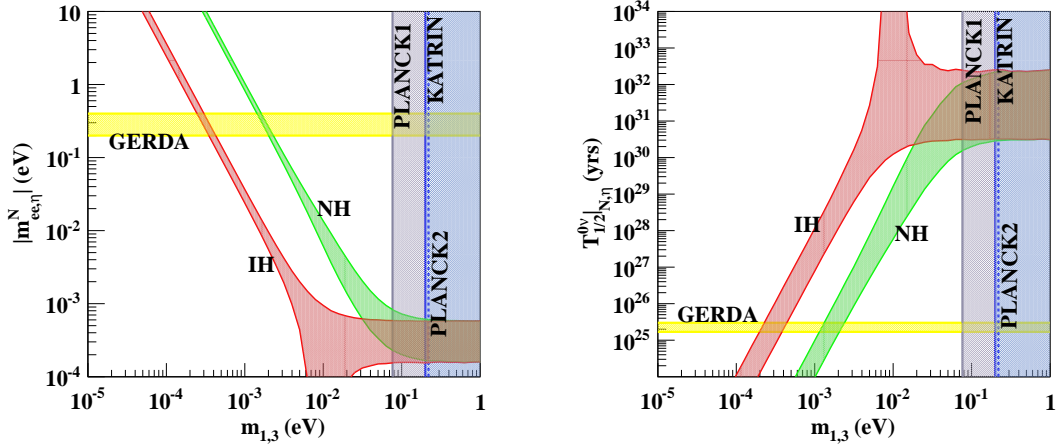 10
1
10^-1
10^-2
10^-3
10^-4
|m^N_ee,η| (eV)
GERDA
NH
IH
PLANCK1
KATRIN
PLANCK2
10^-5 10^-4 10^-3 10^-2 10^-1 1
m_1,3 (eV)
10^34
10^33
10^32
10^31
10^30
10^29
10^28
10^27
10^26
10^25
T^0ν_1/2|_N,η (yrs)
PLANCK1
KATRIN
IH
NH
PLANCK2
GERDA
10^-5 10^-4 10^-3 10^-2 10^-1 1
m_1,3 (eV)